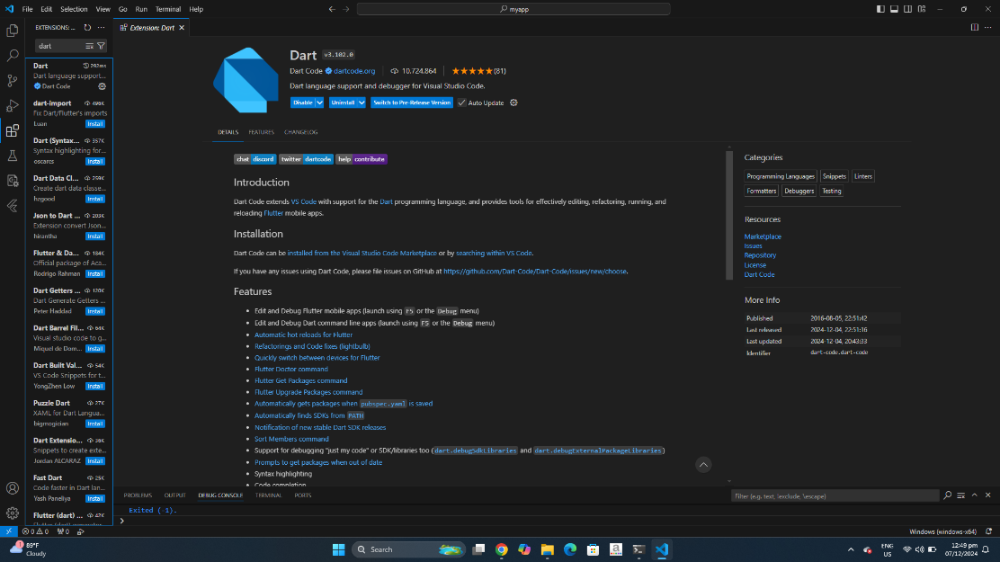 File Edit Selection View Go Run Terminal Help
myapp
EXTENSIONS: ...
dart
Dart 292ms
Dart language support...
Dart Code
dart-import 496K
Fix Dart/Flutter's imports
Luan Install
Dart (Syntax... 357K
Syntax highlighting for...
oscarcs Install
Dart Data Cl... 259K
Create dart data classe...
hzgood Install
Json to Dart ... 203K
Extension convert Json...
hirantha Install
Flutter & Da... 184K
Official package of Aca...
Rodrigo Rahman Install
Dart Getters ... 120K
Dart Generate Getters ...
Peter Haddad Install
Dart Barrel Fil... 64K
Visual studio code to g...
Miquel de Dom... Install
Dart Built Val... 54K
VS Code Snippets for t...
YongZhen Low Install
Puzzle Dart 27K
XAML for Dart Langua...
bigmogician Install
Dart Extensio... 36K
Snippets to create exte...
Jordan ALCARAZ Install
Fast Dart 25K
Code faster in Dart lan...
Yash Paneliya Install
Flutter (dart) ... 42K
Extension: Dart
Dart v3.102.0
Dart Code dartcode.org 10,724,864 (81)
Dart language support and debugger for Visual Studio Code.
Disable Uninstall Switch to Pre-Release Version Auto Update
DETAILS FEATURES CHANGELOG
chat discord twitter dartcode help contribute
Introduction
Dart Code extends VS Code with support for the Dart programming language, and provides tools for effectively editing, refactoring, running, and
reloading Flutter mobile apps.
Installation
Dart Code can be installed from the Visual Studio Code Marketplace or by searching within VS Code.
If you have any issues using Dart Code, please file issues on GitHub at https://github.com/Dart-Code/Dart-Code/issues/new/choose.
Features
• Edit and Debug Flutter mobile apps (launch using F5 or the Debug menu)
• Edit and Debug Dart command line apps (launch using F5 or the Debug menu)
• Automatic hot reloads for Flutter
• Refactorings and Code fixes (lightbulb)
• Quickly switch between devices for Flutter
• Flutter Doctor command
• Flutter Get Packages command
• Flutter Upgrade Packages command
• Automatically gets packages when pubspec.yaml is saved
• Automatically finds SDKs from PATH
• Notification of new stable Dart SDK releases
• Sort Members command
• Support for debugging "just my code" or SDK/libraries too (dart.debugSdkLibraries and dart.debugExternalPackageLibraries)
• Prompts to get packages when out of date
• Syntax highlighting
• Code completion
Categories
Programming Languages Snippets Linters
Formatters Debuggers Testing
Resources
Marketplace
Issues
Repository
License
Dart Code
More Info
Published 2016-08-05, 22:51:42
Last released 2024-12-04, 22:51:16
Last updated 2024-12-04, 20:43:33
Identifier dart-code.dart-code
PROBLEMS OUTPUT DEBUG CONSOLE TERMINAL PORTS
Filter (e.g. text, !exclude, \escape)
Exited (-1).
0 0 0 Windows (windows-x64)
1
89°F
Cloudy
Search
ENG
US
12:49 pm
07/12/2024